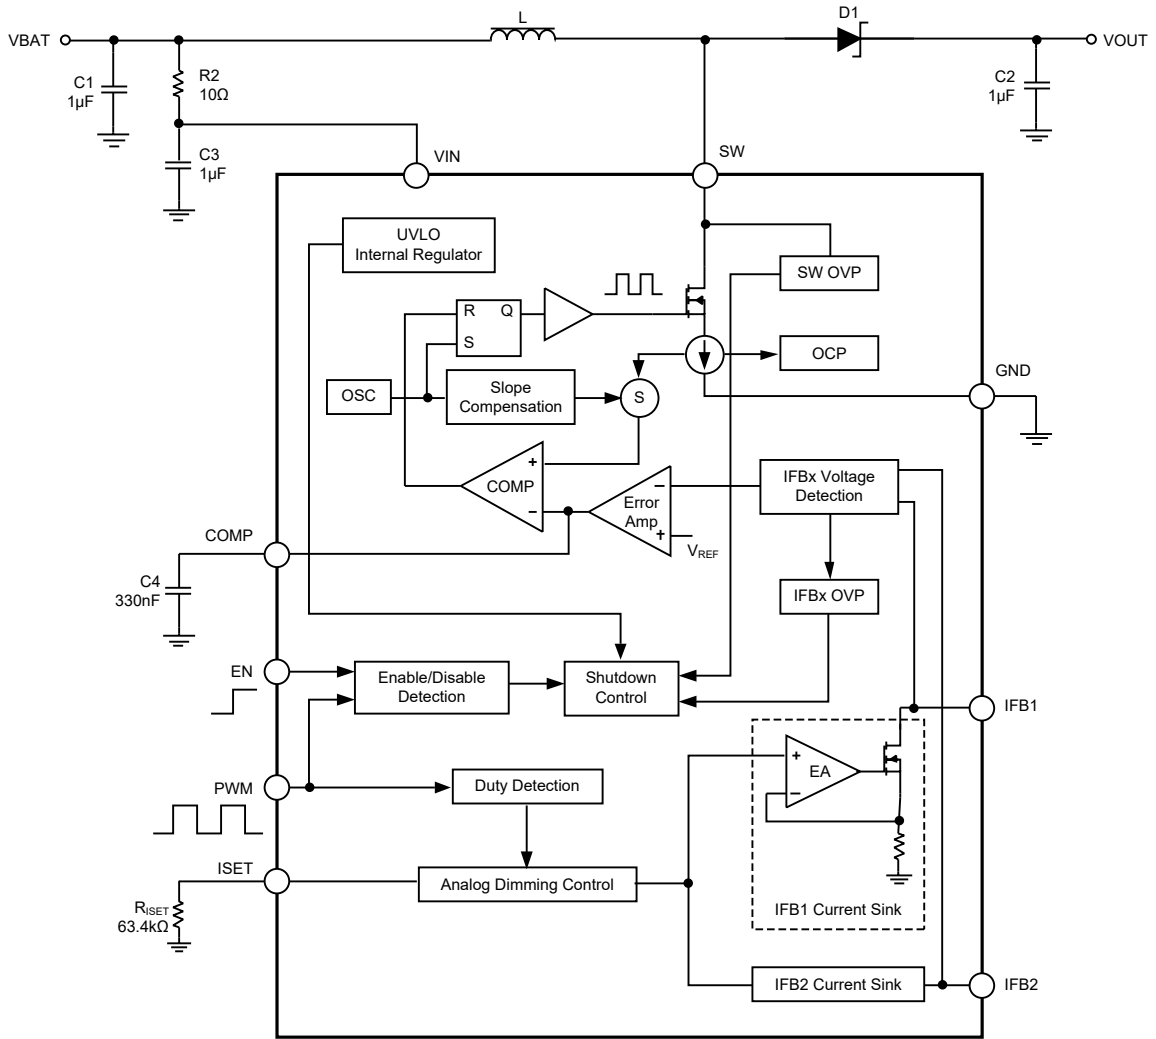 L
D1
VBAT
VOUT
C1
1µF
R2
10Ω
C2
1µF
C3
1µF
VIN
SW
UVLO
Internal Regulator
SW OVP
R
Q
S
OCP
GND
OSC
Slope
Compensation
S
+
COMP
−
Error
Amp
−
+
VREF
IFBx Voltage
Detection
COMP
C4
330nF
IFBx OVP
EN
Enable/Disable
Detection
Shutdown
Control
IFB1
+
EA
−
PWM
Duty Detection
ISET
Analog Dimming Control
RISET
63.4kΩ
IFB1 Current Sink
IFB2 Current Sink
IFB2